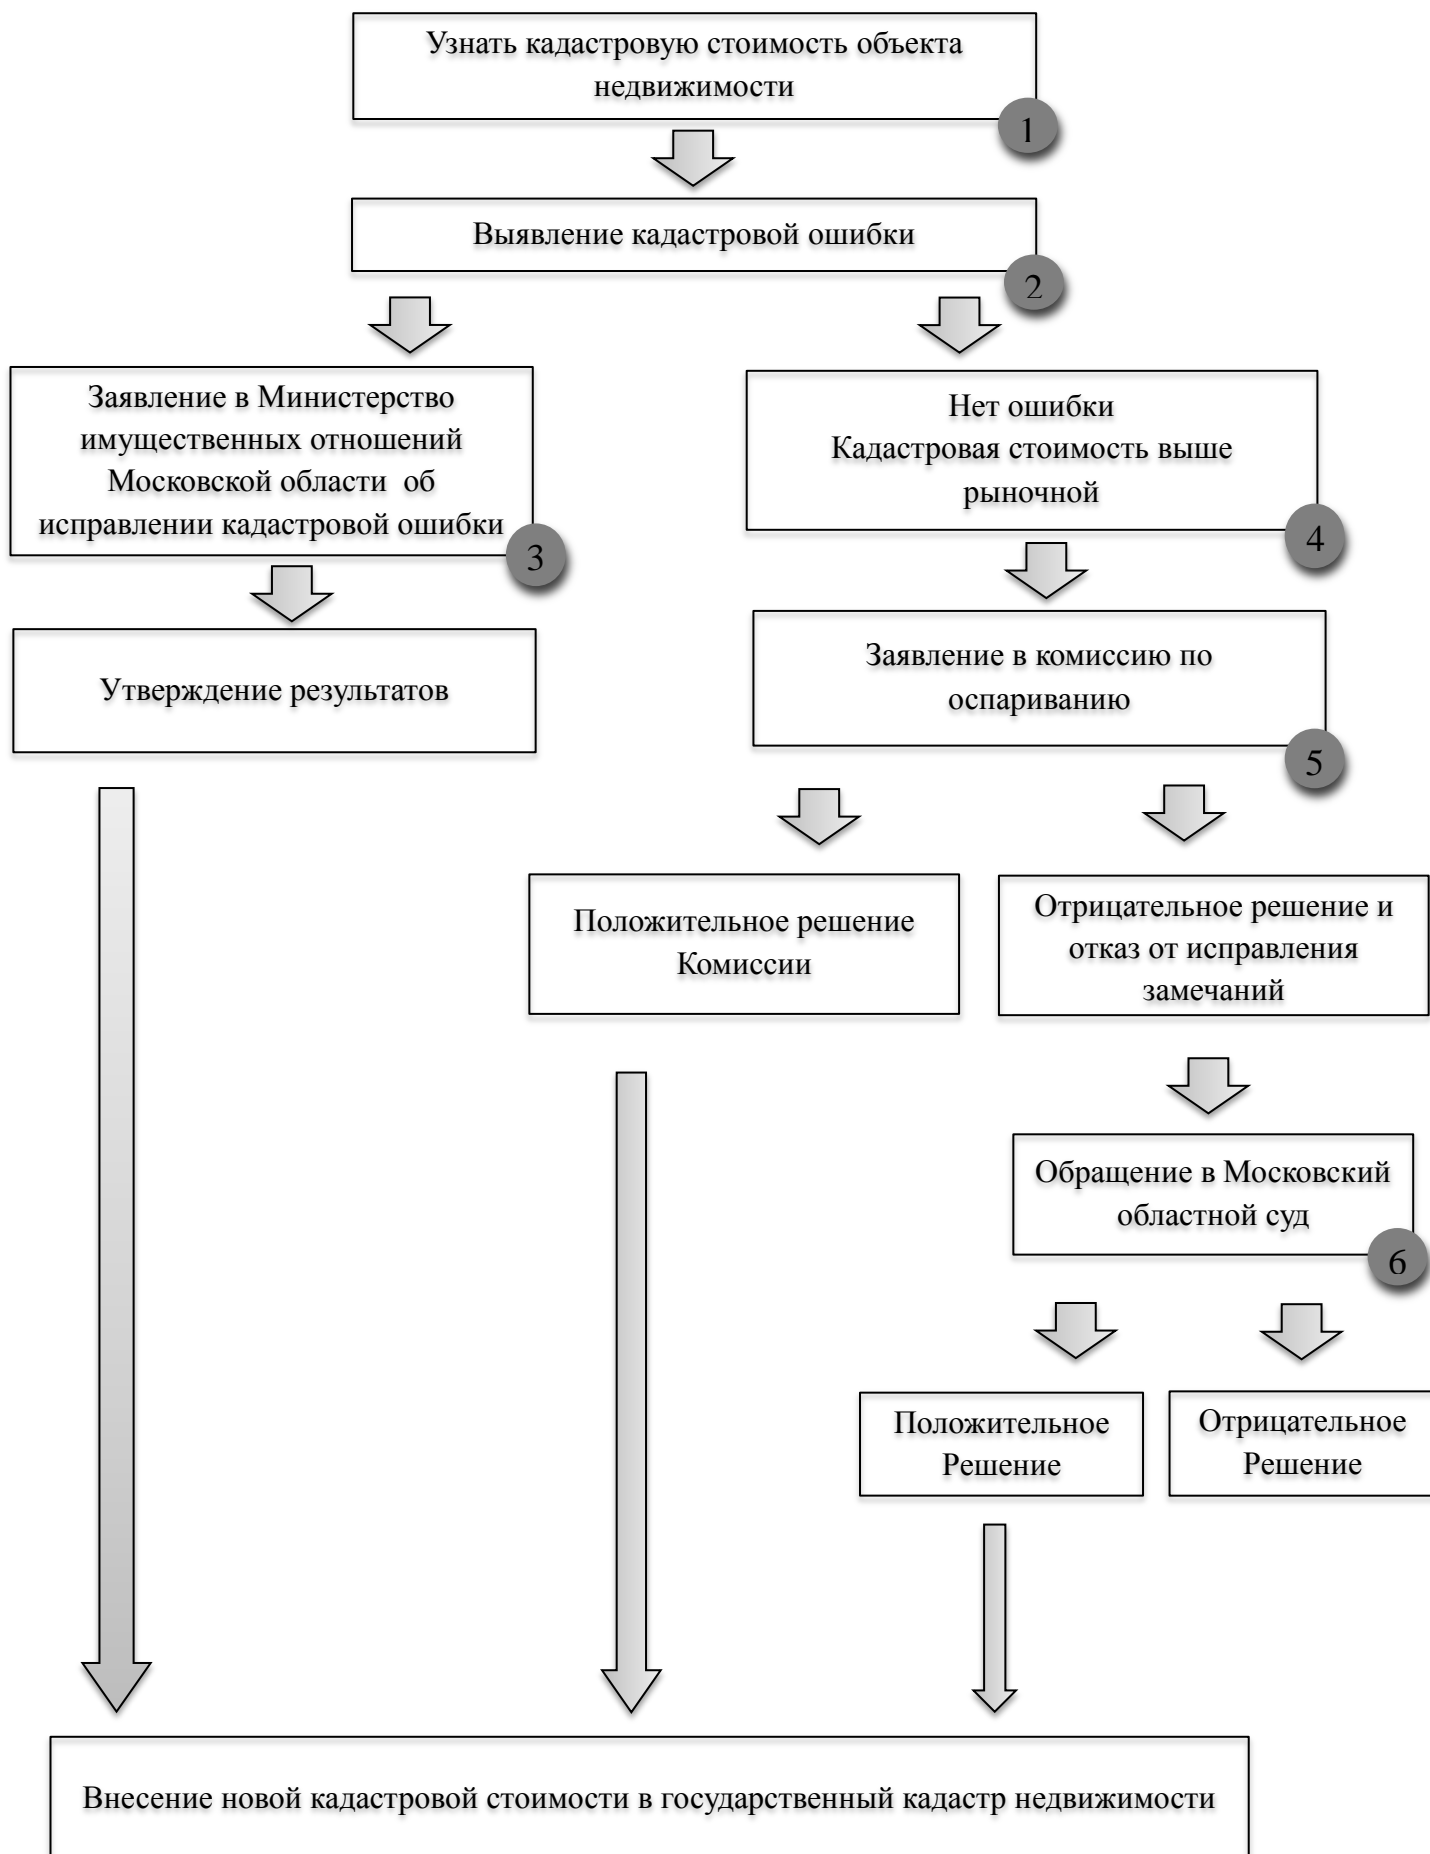 Узнать кадастровую стоимость объекта
недвижимости
1
Выявление кадастровой ошибки
2
Заявление в Министерство
имущественных отношений
Московской области об
исправлении кадастровой ошибки
3
Нет ошибки
Кадастровая стоимость выше
рыночной
4
Утверждение результатов
Заявление в комиссию по
оспариванию
5
Положительное решение
Комиссии
Отрицательное решение и
отказ от исправления
замечаний
Обращение в Московский
областной суд
6
Положительное
Решение
Отрицательное
Решение
Внесение новой кадастровой стоимости в государственный кадастр недвижимости